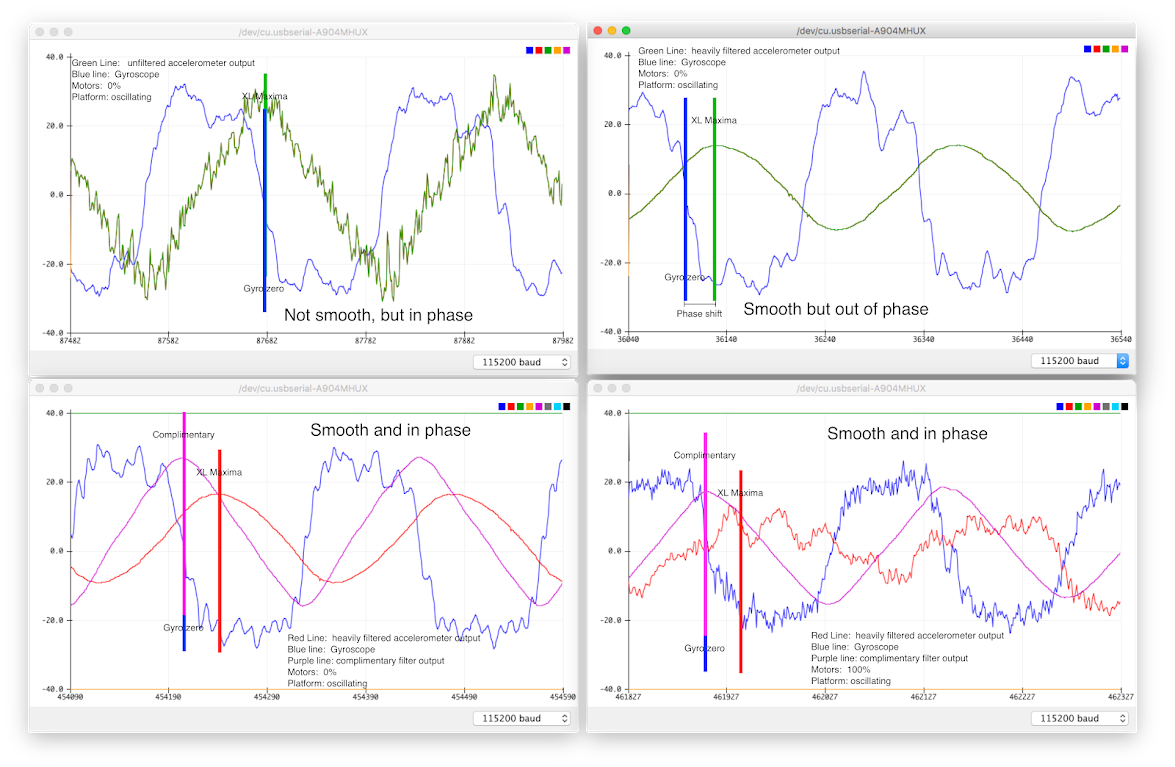 /dev/cu.usbserial-A904MHUX
40.0
Green Line: unfiltered accelerometer output
Blue line: Gyroscope
Motors: 0%
Platform: oscillating
XL Maxima
20.0
0.0
-20.0
Gyro zero
Not smooth, but in phase
-40.0
87482 87582 87682 87782 87882 87982
115200 baud
/dev/cu.usbserial-A904MHUX
40.0
Green Line: heavily filtered accelerometer output
Blue line: Gyroscope
Motors: 0%
Platform: oscillating
XL Maxima
20.0
0.0
-20.0
Gyro zero
Phase shift
Smooth but out of phase
-40.0
36040 36140 36240 36340 36440 36540
115200 baud
/dev/cu.usbserial-A904MHUX
40.0
Smooth and in phase
Complimentary
XL Maxima
20.0
0.0
-20.0
Gyro zero
Red Line: heavily filtered accelerometer output
Blue line: Gyroscope
Purple line: complimentary filter output
Motors: 0%
Platform: oscillating
-40.0
454090 454190 454290 454390 454490 454590
115200 baud
/dev/cu.usbserial-A904MHUX
40.0
Smooth and in phase
Complimentary
XL Maxima
20.0
0.0
-20.0
Gyro zero
Red Line: heavily filtered accelerometer output
Blue line: Gyroscope
Purple line: complimentary filter output
Motors: 100%
Platform: oscillating
-40.0
461827 461927 462027 462127 462227 462327
115200 baud